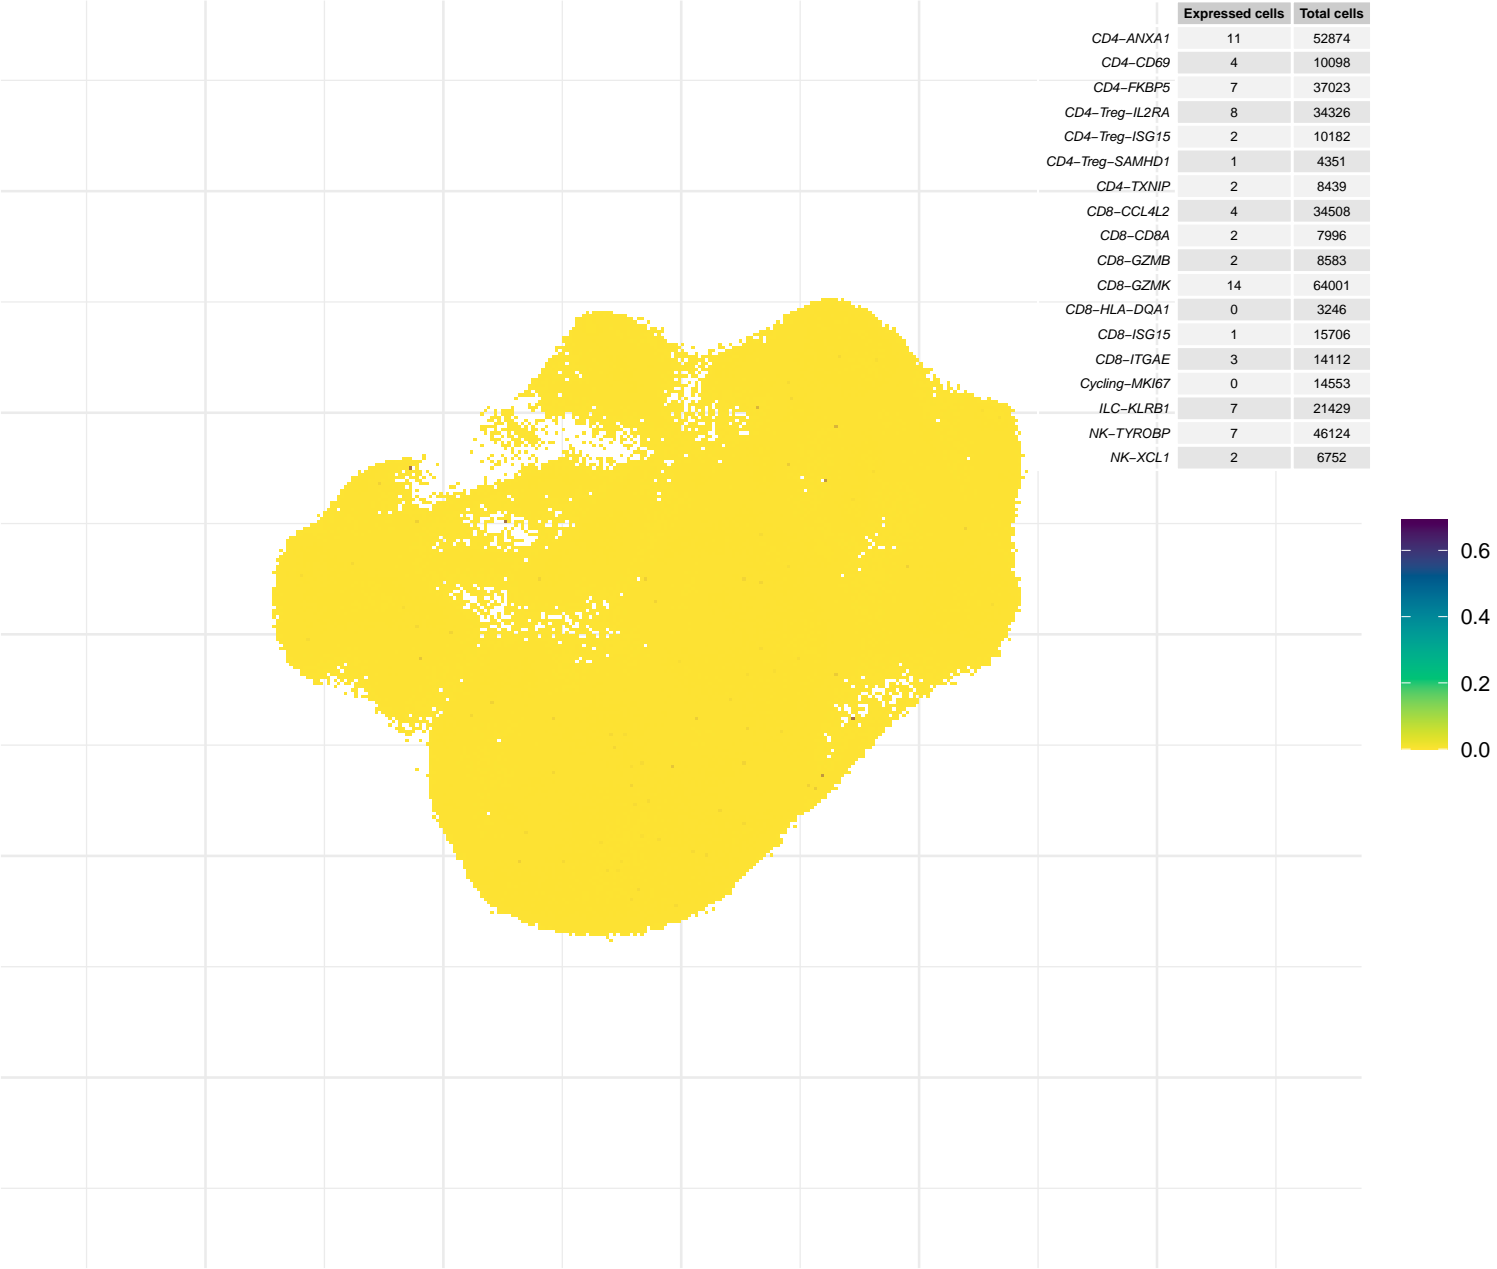 Expressed cells Total cells
CD4−ANXA1 11 52874
CD4−CD69 4 10098
CD4−FKBP5 7 37023
CD4−Treg−IL2RA 8 34326
CD4−Treg−ISG15 2 10182
CD4−Treg−SAMHD1 1 4351
CD4−TXNIP 2 8439
CD8−CCL4L2 4 34508
CD8−CD8A 2 7996
CD8−GZMB 2 8583
CD8−GZMK 14 64001
CD8−HLA−DQA1 0 3246
CD8−ISG15 1 15706
CD8−ITGAE 3 14112
Cycling−MKI67 0 14553
ILC−KLRB1 7 21429
NK−TYROBP 7 46124
NK−XCL1 2 6752
0.6
0.4
0.2
0.0